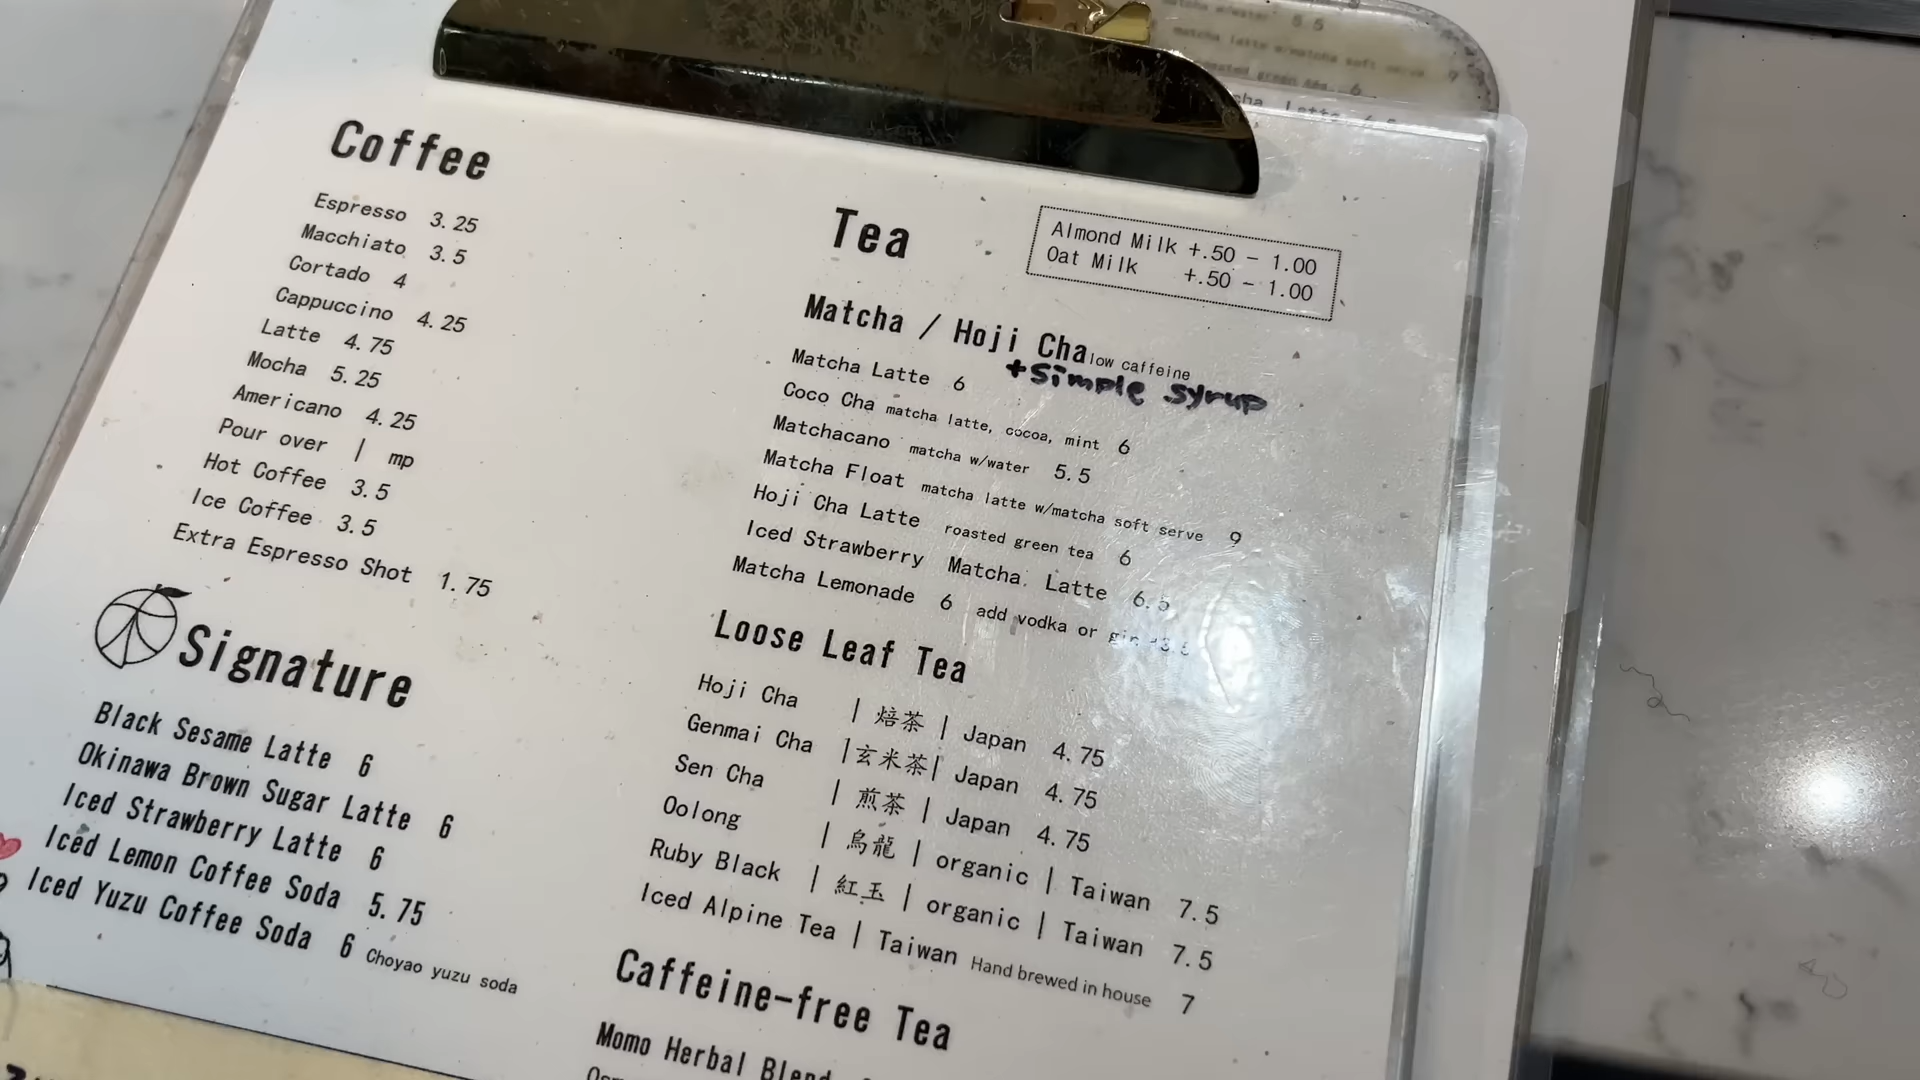 Coffee
Espresso 3.25
Macchiato 3.5
Cortado 4
Cappuccino 4.25
Latte 4.75
Mocha 5.25
Americano 4.25
Pour over | mp
Hot Coffee 3.5
Ice Coffee 3.5
Extra Espresso Shot 1.75
Signature
Black Sesame Latte 6
Okinawa Brown Sugar Latte 6
Iced Strawberry Latte 6
Iced Lemon Coffee Soda 5.75
Iced Yuzu Coffee Soda 6 Choyao yuzu soda
matcha latte w/matcha soft serve
Tea
Almond Milk +.50 - 1.00
Oat Milk +.50 - 1.00
Matcha / Hoji Cha low caffeine
+Simple syrup
Matcha Latte 6
Coco Cha matcha latte, cocoa, mint 6
Matchacano matcha w/water 5.5
Matcha Float matcha latte w/matcha soft serve 9
Hoji Cha Latte roasted green tea 6
Iced Strawberry Matcha Latte 6.5
Matcha Lemonade 6 add vodka or gin
Loose Leaf Tea
Hoji Cha | 焙茶 | Japan 4.75
Genmai Cha |玄米茶| Japan 4.75
Sen Cha | 煎茶 | Japan 4.75
Oolong | 烏龍 | organic | Taiwan 7.5
Ruby Black | 紅玉 | organic | Taiwan 7.5
Iced Alpine Tea | Taiwan Hand brewed in house 7
Caffeine-free Tea
Momo Herbal Blend